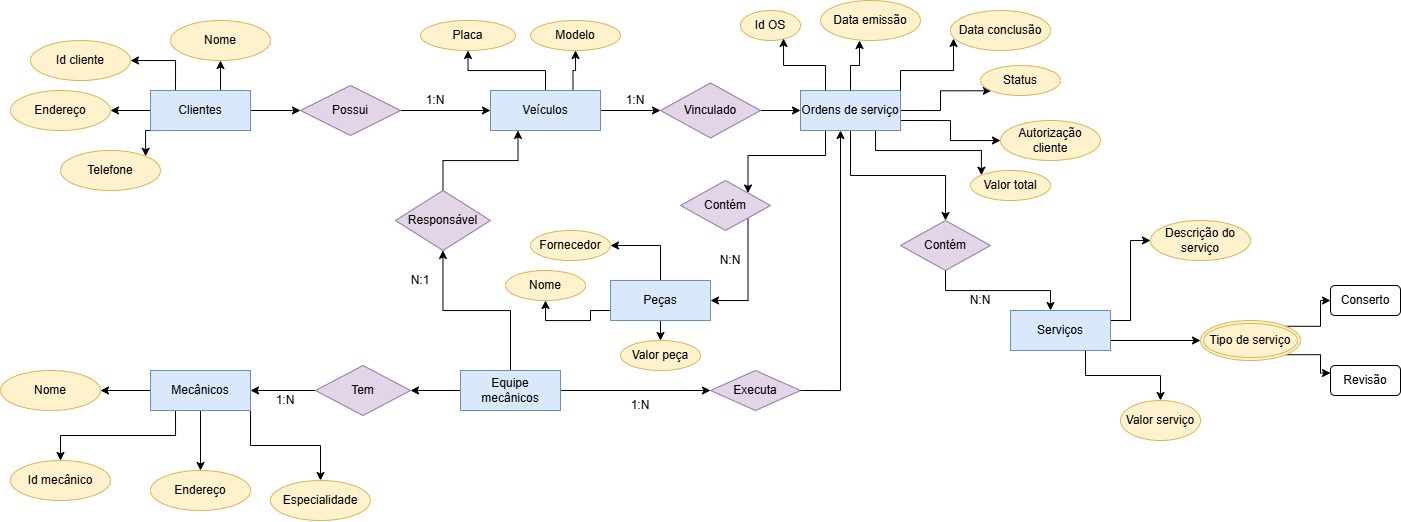 Id OS
Data emissão
Data conclusão
Nome
Placa
Modelo
Id cliente
Status
Endereço
Clientes
Possui
1:N
Veículos
1:N
Vinculado
Ordens de serviço
Autorização
cliente
Telefone
Valor total
Responsável
Contém
Contém
Descrição do
serviço
Fornecedor
N:N
N:1
Nome
Peças
N:N
Conserto
Serviços
Tipo de serviço
Valor peça
Revisão
Nome
Mecânicos
1:N
Tem
Equipe
mecânicos
1:N
Executa
Valor serviço
Id mecânico
Endereço
Especialidade